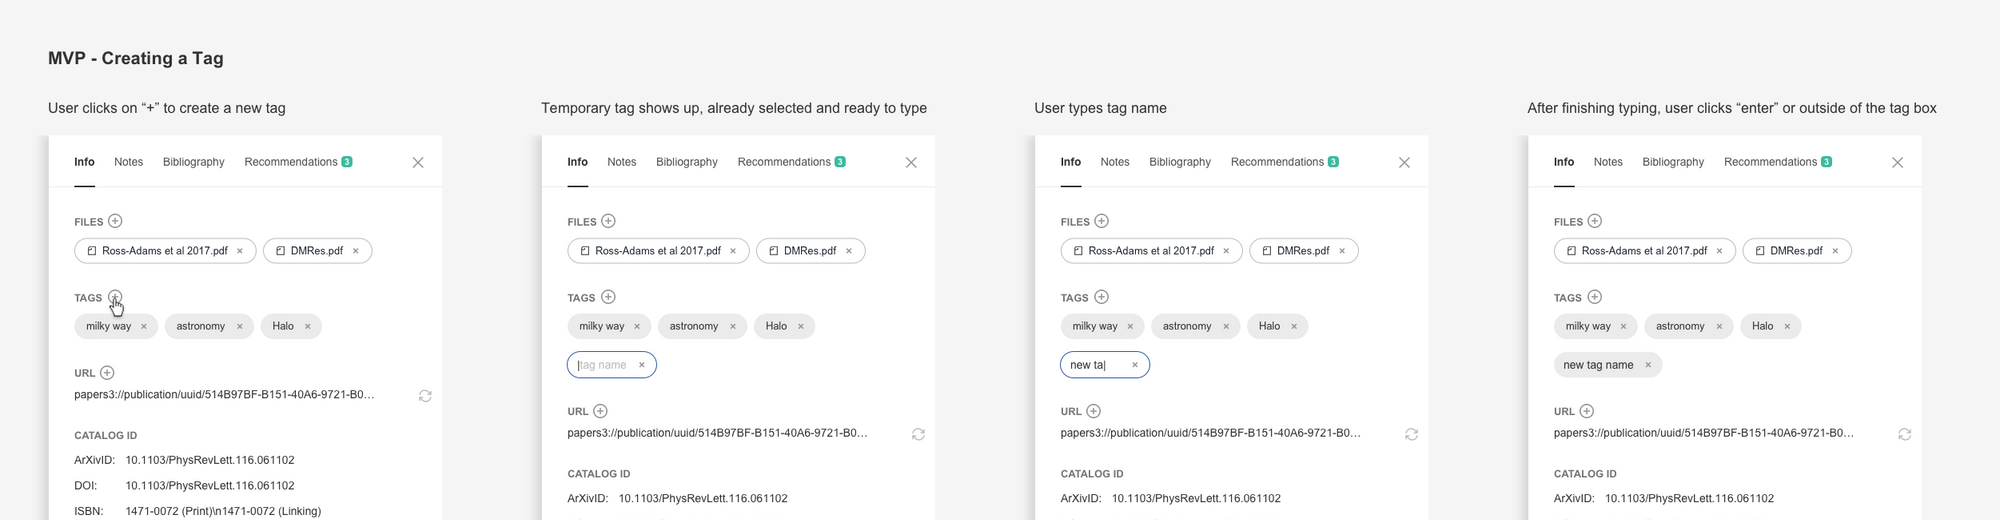 MVP - Creating a Tag
User clicks on “+” to create a new tag
Info Notes Bibliography Recommendations 3
FILES
Ross-Adams et al 2017.pdf × DMRes.pdf ×
TAGS
milky way × astronomy × Halo ×
URL
papers3://publication/uuid/514B97BF-B151-40A6-9721-B0…
CATALOG ID
ArXivID: 10.1103/PhysRevLett.116.061102
DOI: 10.1103/PhysRevLett.116.061102
ISBN: 1471-0072 (Print)\n1471-0072 (Linking)
Temporary tag shows up, already selected and ready to type
Info Notes Bibliography Recommendations 3
FILES
Ross-Adams et al 2017.pdf × DMRes.pdf ×
TAGS
milky way × astronomy × Halo ×
tag name ×
URL
papers3://publication/uuid/514B97BF-B151-40A6-9721-B0…
CATALOG ID
ArXivID: 10.1103/PhysRevLett.116.061102
User types tag name
Info Notes Bibliography Recommendations 3
FILES
Ross-Adams et al 2017.pdf × DMRes.pdf ×
TAGS
milky way × astronomy × Halo ×
new ta| ×
URL
papers3://publication/uuid/514B97BF-B151-40A6-9721-B0…
CATALOG ID
ArXivID: 10.1103/PhysRevLett.116.061102
After finishing typing, user clicks “enter” or outside of the tag box
Info Notes Bibliography Recommendations 3
FILES
Ross-Adams et al 2017.pdf × DMRes.pdf ×
TAGS
milky way × astronomy × Halo ×
new tag name ×
URL
papers3://publication/uuid/514B97BF-B151-40A6-9721-B0…
CATALOG ID
ArXivID: 10.1103/PhysRevLett.116.061102